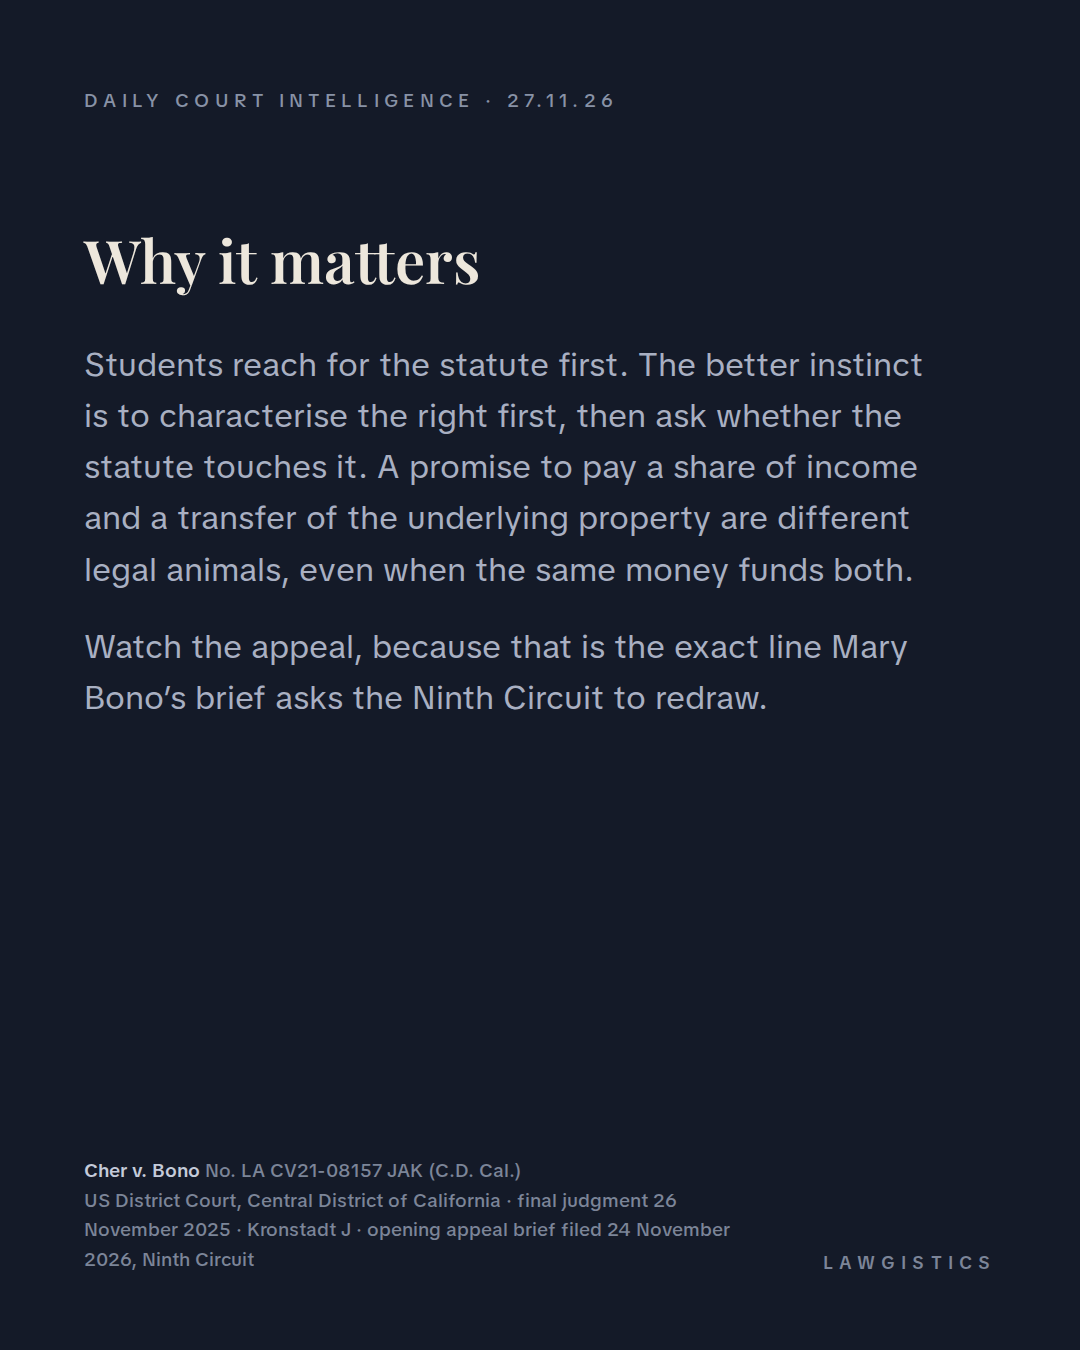 DAILY COURT INTELLIGENCE · 27.11.26
Why it matters
Students reach for the statute first. The better instinct
is to characterise the right first, then ask whether the
statute touches it. A promise to pay a share of income
and a transfer of the underlying property are different
legal animals, even when the same money funds both.
Watch the appeal, because that is the exact line Mary
Bono’s brief asks the Ninth Circuit to redraw.
Cher v. Bono No. LA CV21-08157 JAK (C.D. Cal.)
US District Court, Central District of California · final judgment 26
November 2025 · Kronstadt J · opening appeal brief filed 24 November
2026, Ninth Circuit
LAWGISTICS